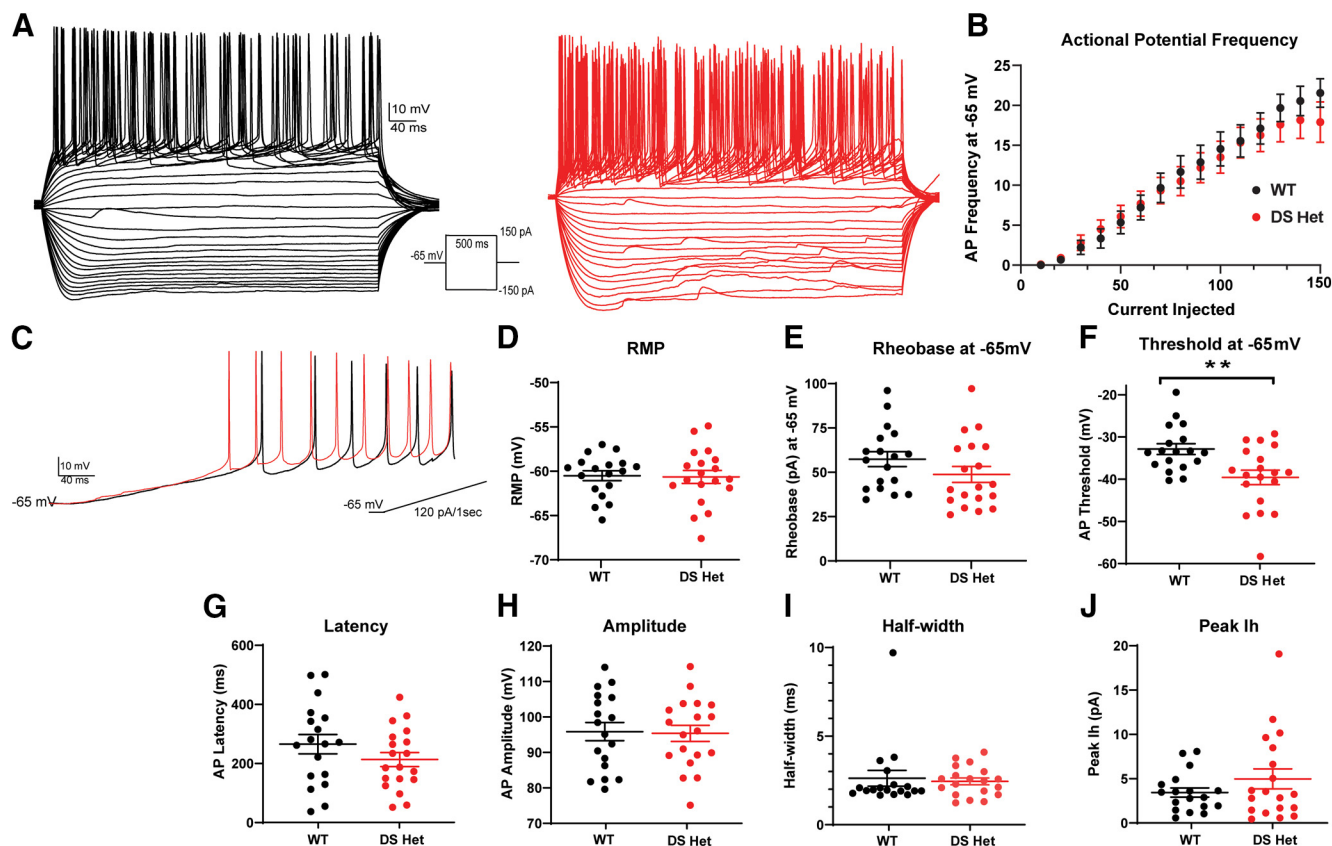 A
10 mV
40 ms
-65 mV
500 ms
150 pA
-150 pA
B
Actional Potential Frequency
AP Frequency at -65 mV
25
20
15
10
5
0
0
50
100
150
Current Injected
WT
DS Het
C
10 mV
40 ms
-65 mV
-65 mV
120 pA/1sec
D
RMP
RMP (mV)
-50
-55
-60
-65
-70
WT
DS Het
E
Rheobase at -65mV
Rheobase (pA) at -65 mV
100
75
50
25
0
WT
DS Het
F
Threshold at -65mV
**
AP Threshold (mV)
-20
-30
-40
-50
-60
WT
DS Het
G
Latency
AP Latency (ms)
600
400
200
0
WT
DS Het
H
Amplitude
AP Amplitude (mV)
120
110
100
90
80
70
WT
DS Het
I
Half-width
Half-width (ms)
10
5
0
WT
DS Het
J
Peak Ih
Peak Ih (pA)
20
15
10
5
0
WT
DS Het